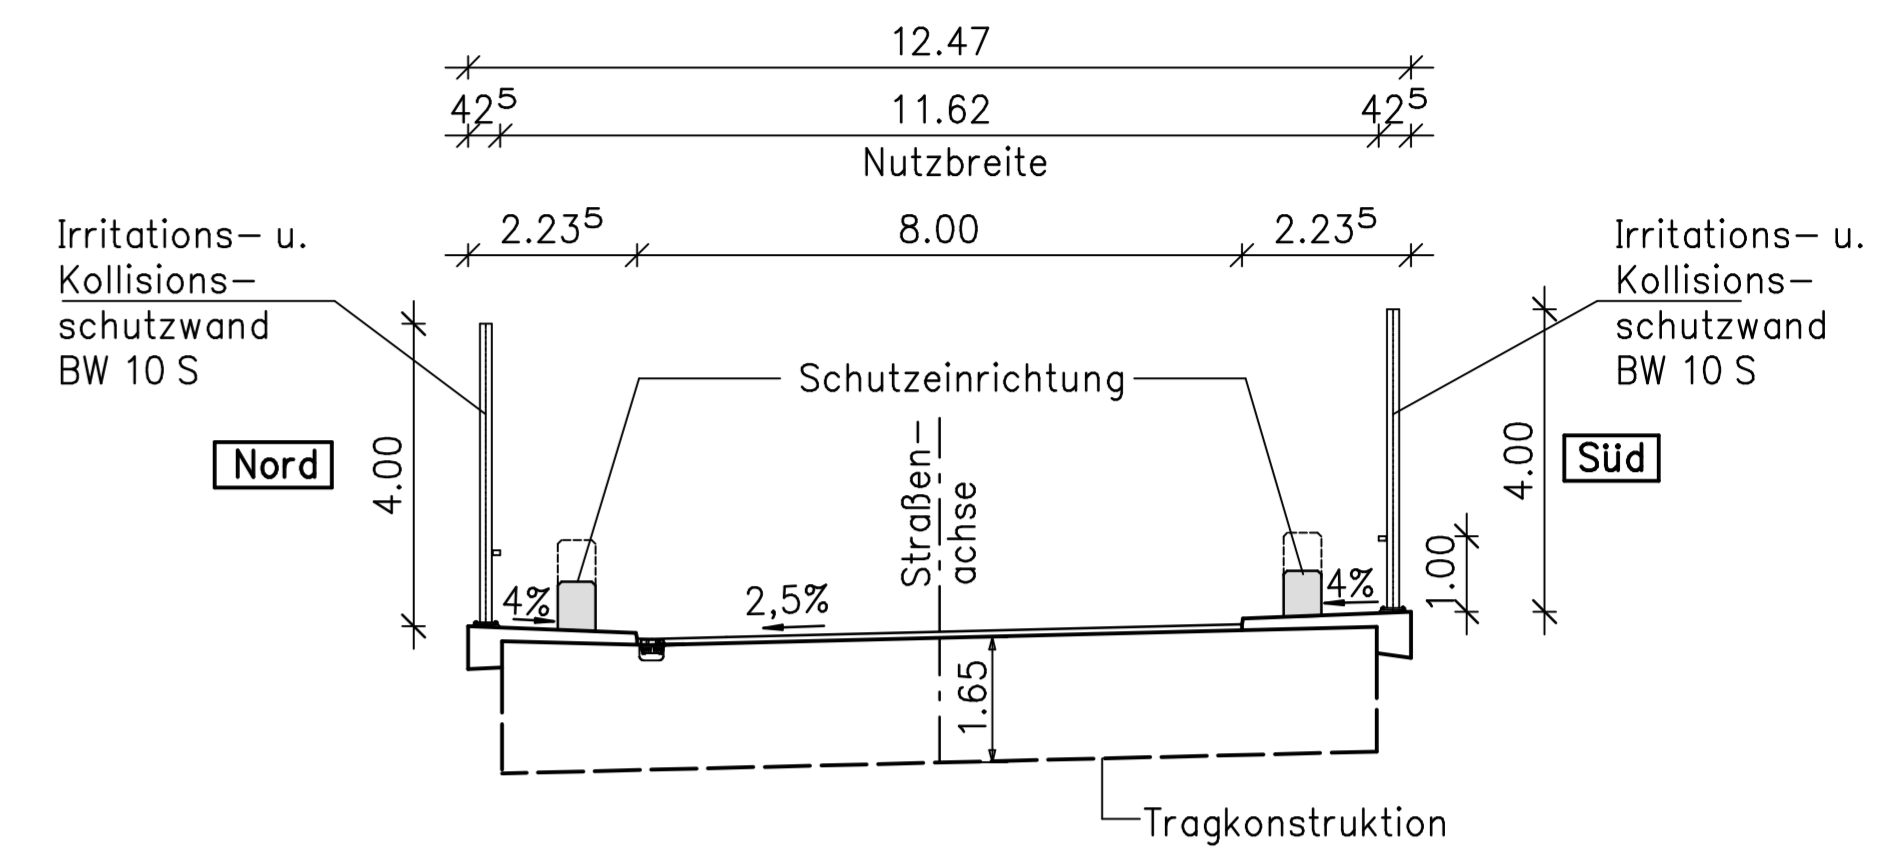 12.47
42⁵ 11.62 42⁵
Nutzbreite
2.23⁵ 8.00 2.23⁵
Irritations– u.
Kollisions–
schutzwand
BW 10 S
Irritations– u.
Kollisions–
schutzwand
BW 10 S
Schutzeinrichtung
Nord
4.00
Straßen–
achse
4.00
Süd
1.00
4%
2,5%
4%
1.65
Tragkonstruktion